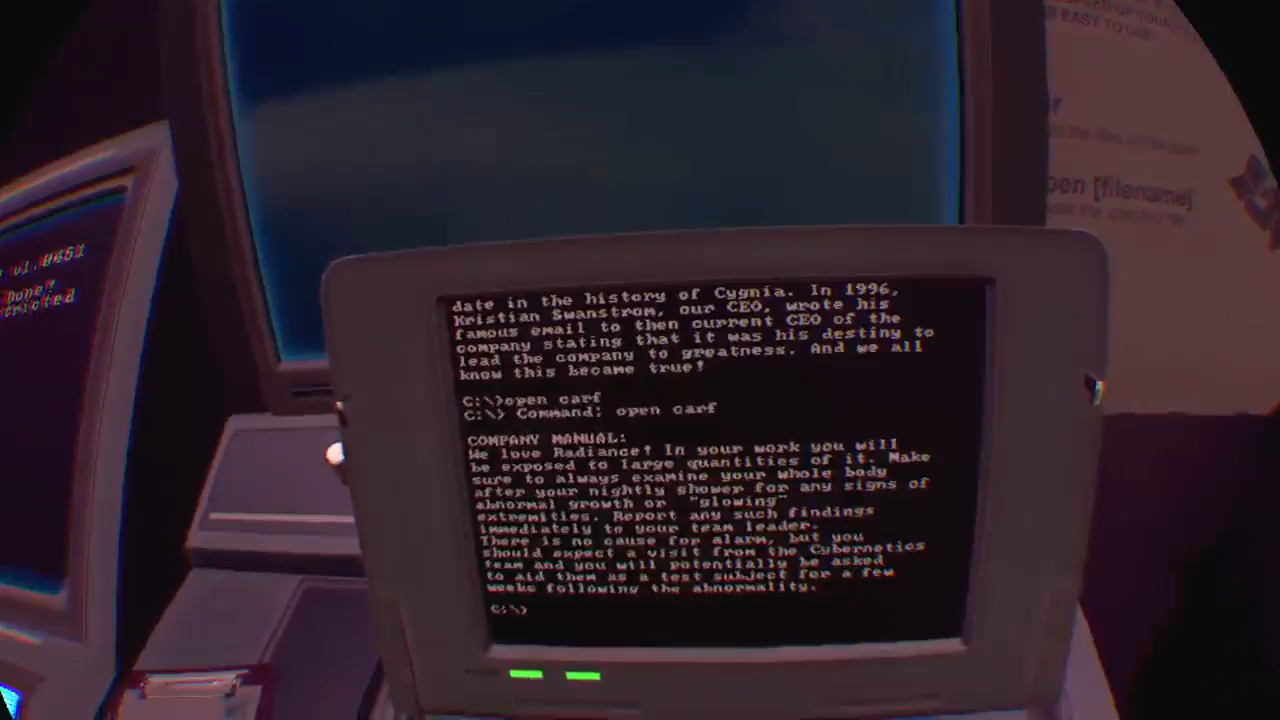 v1.0651
Done!
SPEED UP YOUR
EASY TO USE!
open [filename]
date in the history of Cygnia. In 1996,
Kristian Swanstrom, our CEO, wrote his
famous email to then current CEO of the
company stating that it was his destiny to
lead the company to greatness. And we all
know this became true!
C:\>open carf
C:\> Command: open carf
COMPANY MANUAL:
We love Radiance! In your work you will
be exposed to large quantities of it. Make
sure to always examine your whole body
after your nightly shower for any signs of
abnormal growth or "glowing"
extremities. Report any such findings
immediately to your team leader.
There is no cause for alarm, but you
should expect a visit from the Cybernetics
team and you will potentially be asked
to aid them as a test subject for a few
weeks following the abnormality.
C:\>